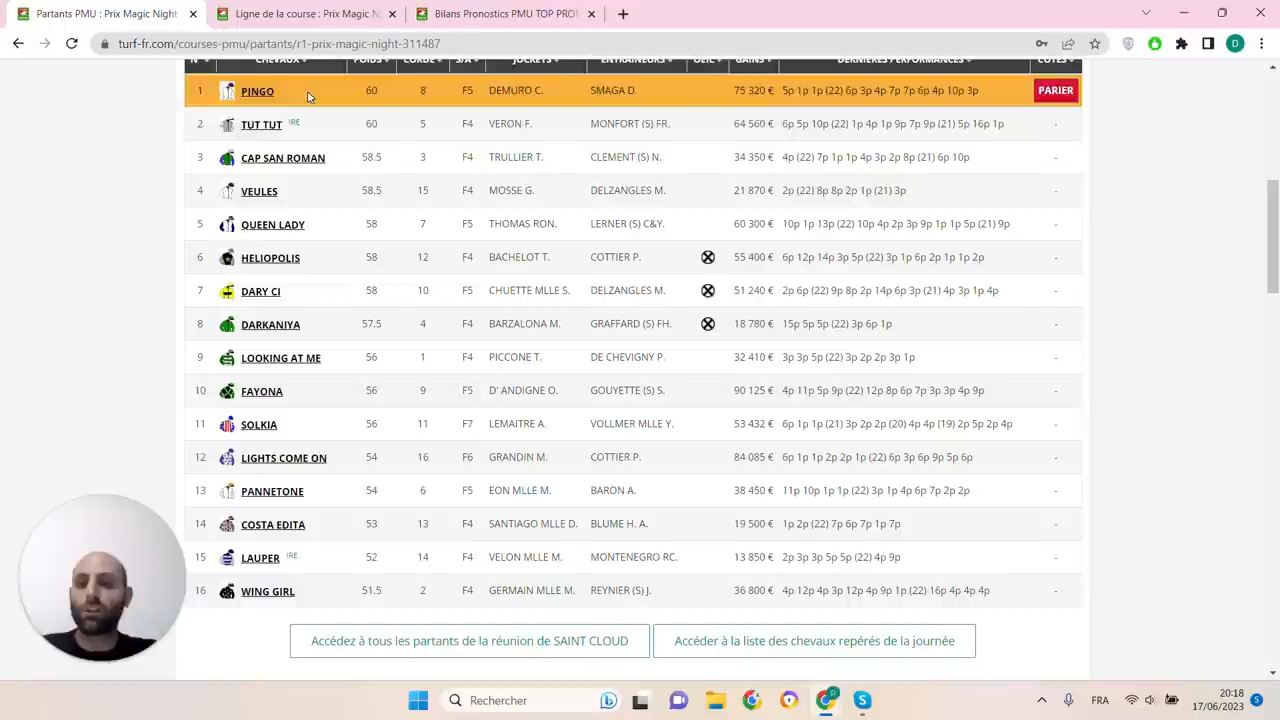 Partants PMU : Prix Magic Night
Ligne de course : Prix Magic N
Bilans Pronostics PMU TOP PRO
turf-fr.com/courses-pmu/partants/r1-prix-magic-night-311487
D
N° CHEVAUX POIDS CORDE S/A JOCKEYS ENTRAINEURS OEIL GAINS DERNIÈRES PERFORMANCES COTES
1 PINGO 60 8 F5 DEMURO C. SMAGA D. 75 320 € 5p 1p 1p (22) 6p 3p 4p 7p 7p 6p 4p 10p 3p PARIER
2 TUT TUT IRE 60 5 F4 VERON F. MONFORT (S) FR. 64 560 € 6p 5p 10p (22) 1p 4p 1p 9p 7p 9p (21) 5p 16p 1p -
3 CAP SAN ROMAN 58.5 3 F4 TRULLIER T. CLEMENT (S) N. 34 350 € 4p (22) 7p 1p 1p 4p 3p 2p 8p (21) 6p 10p -
4 VEULES 58.5 15 F4 MOSSE G. DELZANGLES M. 21 870 € 2p (22) 8p 8p 2p 1p (21) 3p -
5 QUEEN LADY 58 7 F5 THOMAS RON. LERNER (S) C&Y. 60 300 € 10p 1p 13p (22) 10p 4p 2p 3p 9p 1p 1p 5p (21) 9p -
6 HELIOPOLIS 58 12 F4 BACHELOT T. COTTIER P. 55 400 € 6p 12p 14p 3p 5p (22) 3p 1p 6p 2p 1p 1p 2p -
7 DARY CI 58 10 F5 CHUETTE MLLE S. DELZANGLES M. 51 240 € 2p 6p (22) 9p 8p 2p 14p 6p 3p (21) 4p 3p 1p 4p -
8 DARKANIYA 57.5 4 F4 BARZALONA M. GRAFFARD (S) FH. 18 780 € 15p 5p 5p (22) 3p 6p 1p -
9 LOOKING AT ME 56 1 F4 PICCONE T. DE CHEVIGNY P. 32 410 € 3p 3p 5p (22) 3p 2p 2p 3p 1p -
10 FAYONA 56 9 F5 D' ANDIGNE O. GOUYETTE (S) S. 90 125 € 4p 11p 5p 9p (22) 12p 8p 6p 7p 3p 3p 4p 9p -
11 SOLKIA 56 11 F7 LEMAITRE A. VOLLMER MLLE Y. 53 432 € 6p 1p 1p (21) 3p 2p 2p (20) 4p 4p (19) 2p 5p 2p 4p -
12 LIGHTS COME ON 54 16 F6 GRANDIN M. COTTIER P. 84 085 € 6p 1p 1p 2p 2p 1p (22) 6p 3p 6p 9p 5p 6p -
13 PANNETONE 54 6 F5 EON MLLE M. BARON A. 38 450 € 11p 10p 1p 1p (22) 3p 1p 4p 6p 7p 2p 2p -
14 COSTA EDITA 53 13 F4 SANTIAGO MLLE D. BLUME H. A. 19 500 € 1p 2p (22) 7p 6p 7p 1p 7p -
15 LAUPER IRE 52 14 F4 VELON MLLE M. MONTENEGRO RC. 13 850 € 2p 3p 3p 5p 5p (22) 4p 9p -
16 WING GIRL 51.5 2 F4 GERMAIN MLLE M. REYNIER (S) J. 36 800 € 4p 12p 4p 3p 12p 4p 9p 1p (22) 16p 4p 4p 4p -
Accédez à tous les partants de la réunion de SAINT CLOUD
Accéder à la liste des chevaux repérés de la journée
Rechercher
FRA
20:18
17/06/2023
5